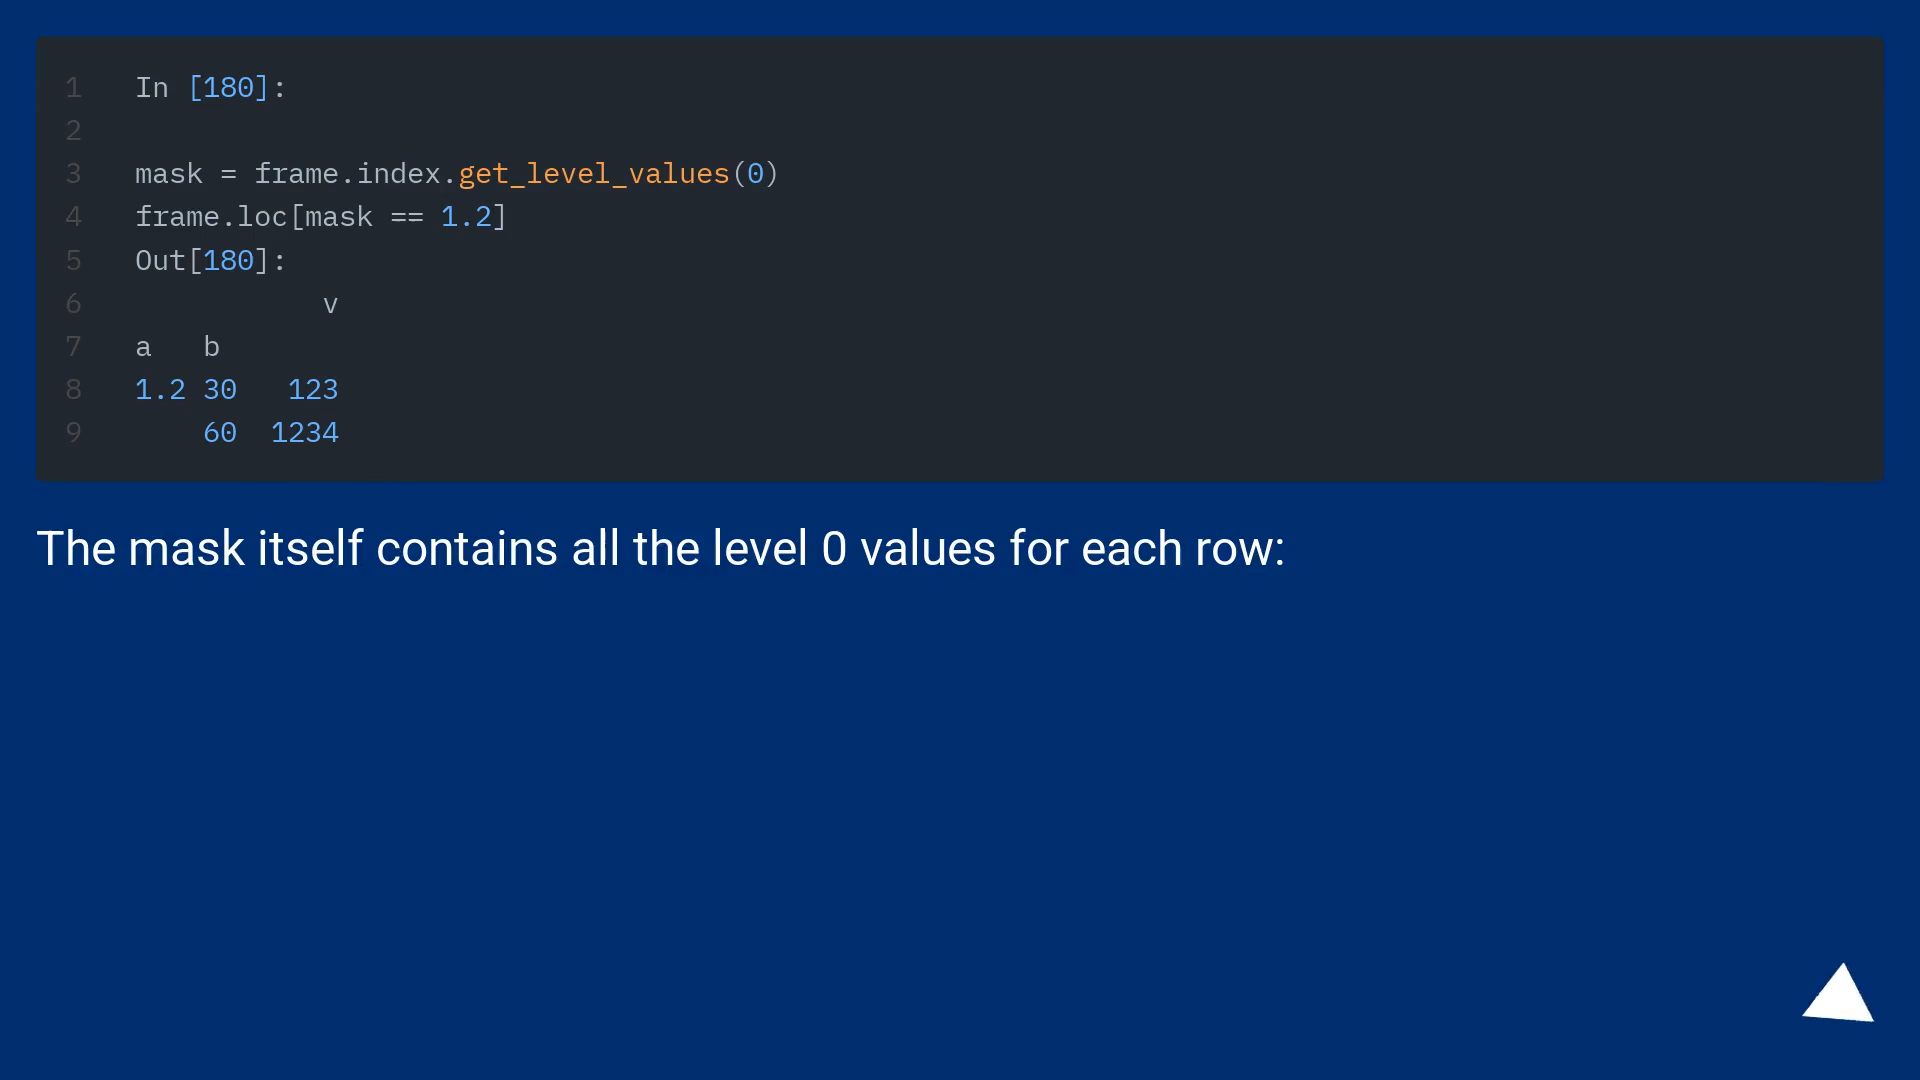 1 In [180]:
2
3 mask = frame.index.get_level_values(0)
4 frame.loc[mask == 1.2]
5 Out[180]:
6            v
7 a   b
8 1.2 30   123
9     60  1234
The mask itself contains all the level 0 values for each row: